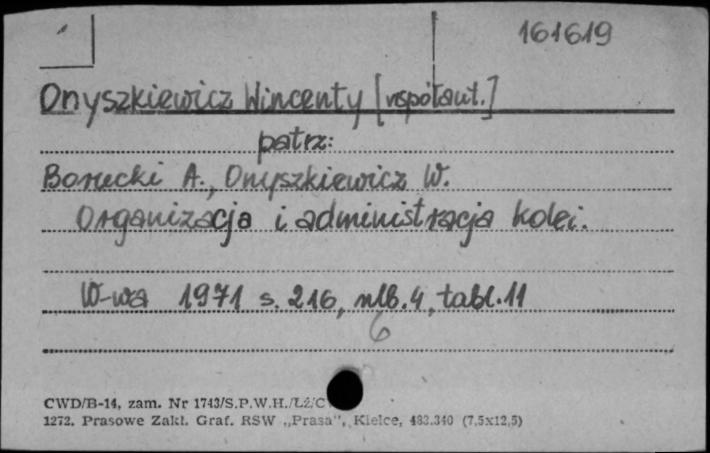 161619
Onyszkiewicz Wincenty [współaut.]
patrz:
Borecki A., Onyszkiewicz W.
Organizacja i administracja kolei.
W-wa 1971 s. 216, nlb. 4, tabl. 11
6
CWD/B-14, zam. Nr 1743/S.P.W.H./ŁŻ/C
1272. Prasowe Zakł. Graf. RSW „Prasa”, Kielce, 483.340 (7,5x12,5)